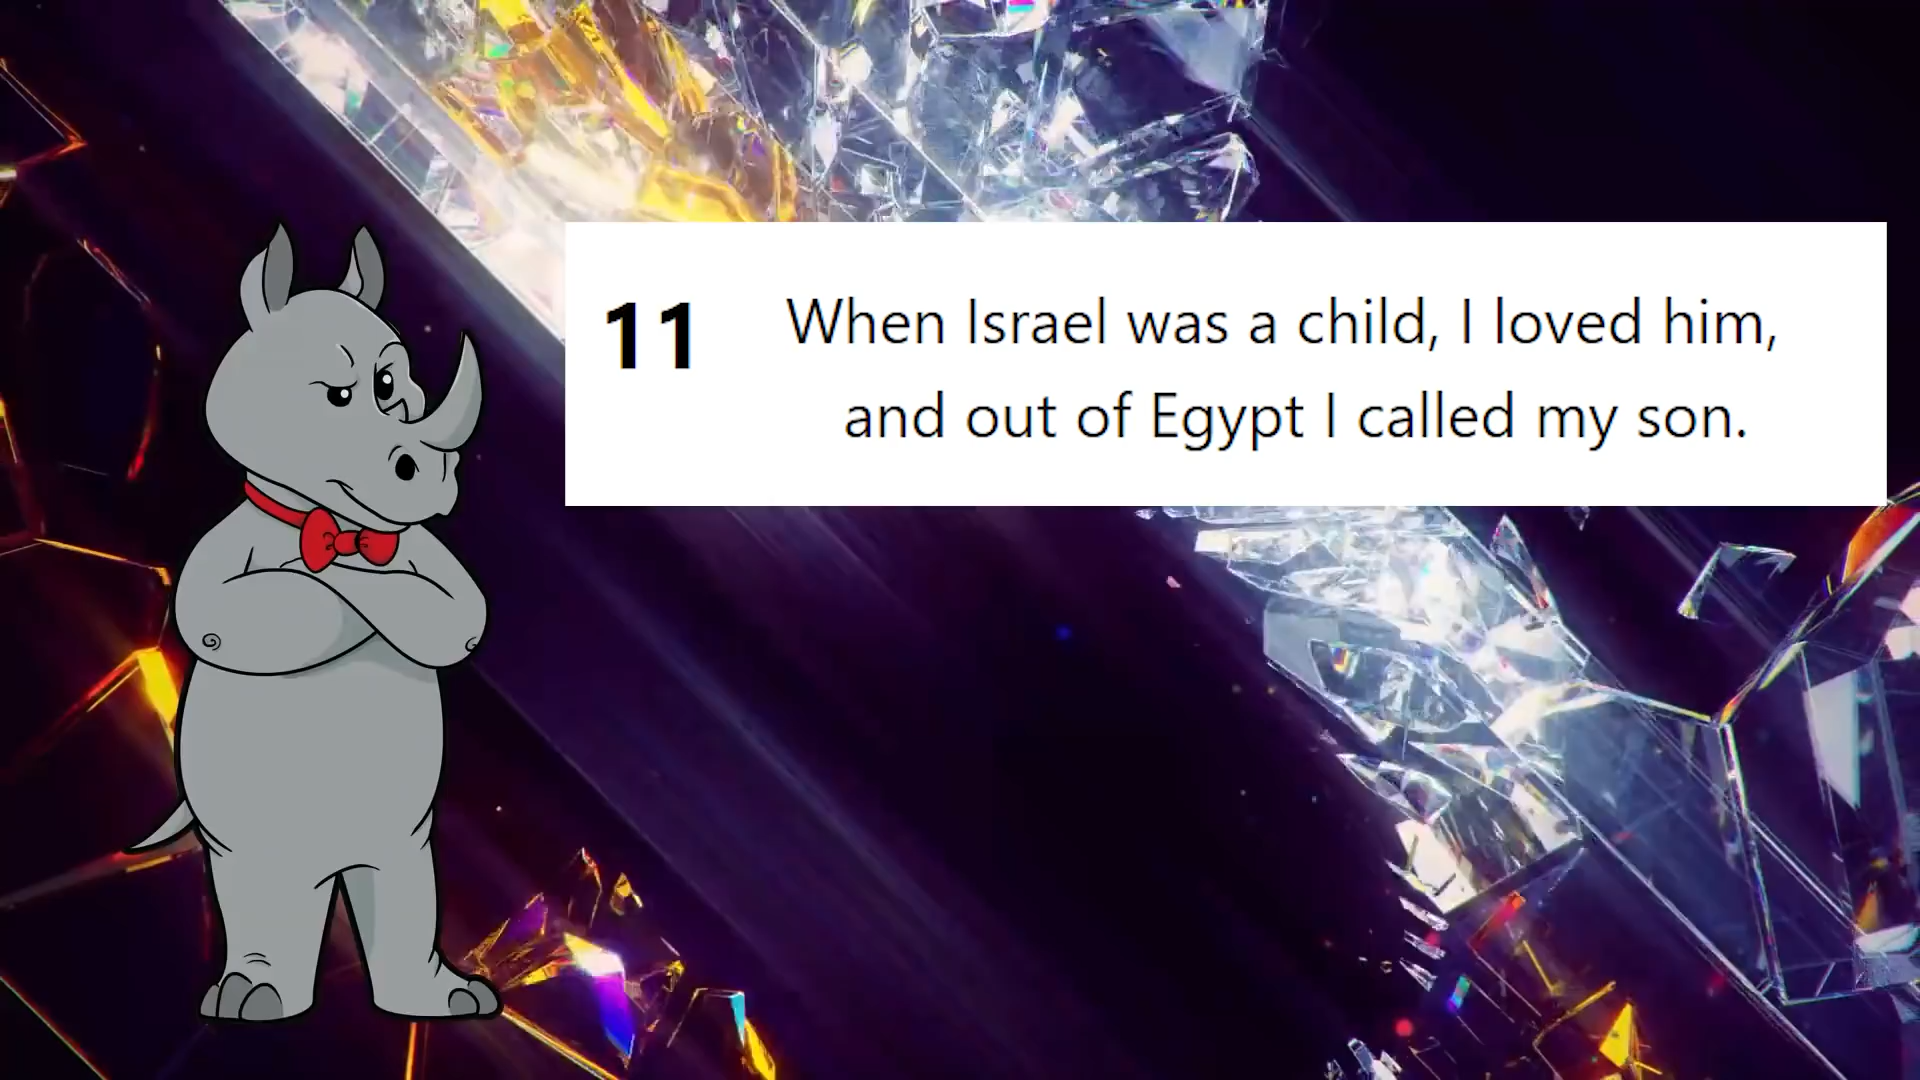 11 When Israel was a child, I loved him,
and out of Egypt I called my son.